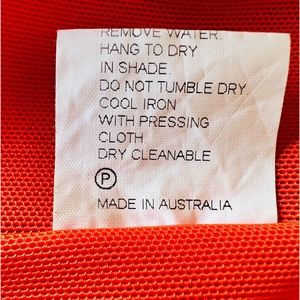 REMOVE WATER.
HANG TO DRY
IN SHADE.
DO NOT TUMBLE DRY.
COOL IRON
WITH PRESSING
CLOTH
DRY CLEANABLE
P
MADE IN AUSTRALIA